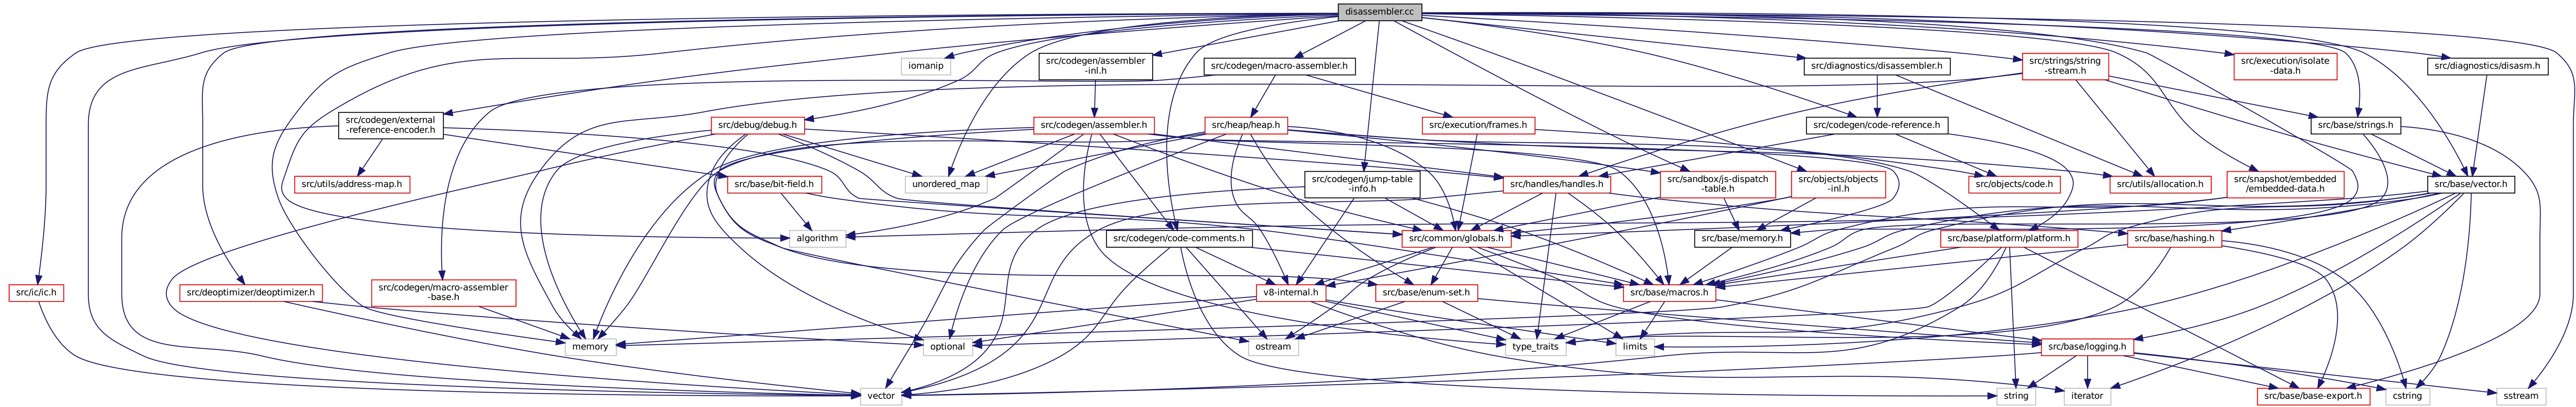 disassembler.cc
iomanip
src/codegen/assembler
-inl.h
src/codegen/macro-assembler.h
src/diagnostics/disassembler.h
src/strings/string
-stream.h
src/execution/isolate
-data.h
src/diagnostics/disasm.h
src/codegen/external
-reference-encoder.h
src/debug/debug.h
src/codegen/assembler.h
src/heap/heap.h
src/execution/frames.h
src/codegen/code-reference.h
src/base/strings.h
src/utils/address-map.h
src/base/bit-field.h
unordered_map
src/codegen/jump-table
-info.h
src/handles/handles.h
src/sandbox/js-dispatch
-table.h
src/objects/objects
-inl.h
src/objects/code.h
src/utils/allocation.h
src/snapshot/embedded
/embedded-data.h
src/base/vector.h
algorithm
src/codegen/code-comments.h
src/common/globals.h
src/base/memory.h
src/base/platform/platform.h
src/base/hashing.h
src/ic/ic.h
src/deoptimizer/deoptimizer.h
src/codegen/macro-assembler
-base.h
v8-internal.h
src/base/enum-set.h
src/base/macros.h
memory
optional
ostream
type_traits
limits
src/base/logging.h
vector
string
iterator
src/base/base-export.h
cstring
sstream